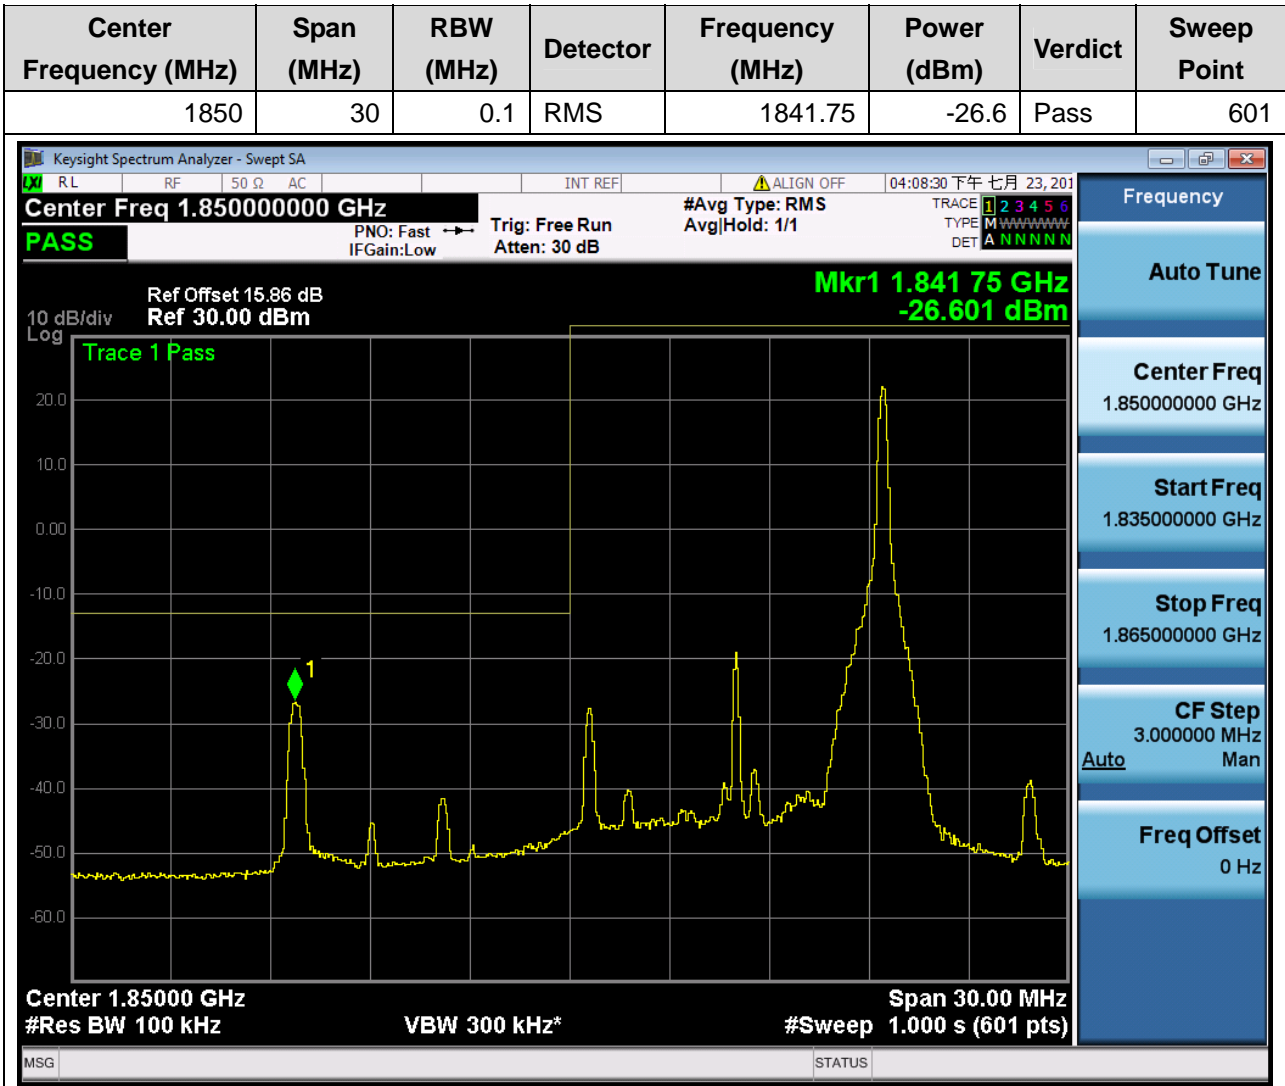 Center Frequency (MHz) Span (MHz) RBW (MHz) Detector Frequency (MHz) Power (dBm) Verdict Sweep Point
1850 30 0.1 RMS 1841.75 -26.6 Pass 601
Keysight Spectrum Analyzer - Swept SA
LXI RL RF 50 Ω AC INT REF ALIGN OFF 04:08:30 下午 七月 23, 201
Center Freq 1.850000000 GHz
PASS
PNO: Fast
IFGain:Low
Trig: Free Run
Atten: 30 dB
#Avg Type: RMS
Avg|Hold: 1/1
TRACE 1 2 3 4 5 6
TYPE M WWWWW
DET A N N N N N
Mkr1 1.841 75 GHz
-26.601 dBm
Ref Offset 15.86 dB
10 dB/div Ref 30.00 dBm
Log
Trace 1 Pass
1
20.0
10.0
0.00
-10.0
-20.0
-30.0
-40.0
-50.0
-60.0
Center 1.85000 GHz Span 30.00 MHz
#Res BW 100 kHz VBW 300 kHz* #Sweep 1.000 s (601 pts)
MSG STATUS
Frequency
Auto Tune
Center Freq
1.850000000 GHz
Start Freq
1.835000000 GHz
Stop Freq
1.865000000 GHz
CF Step
3.000000 MHz
Auto Man
Freq Offset
0 Hz